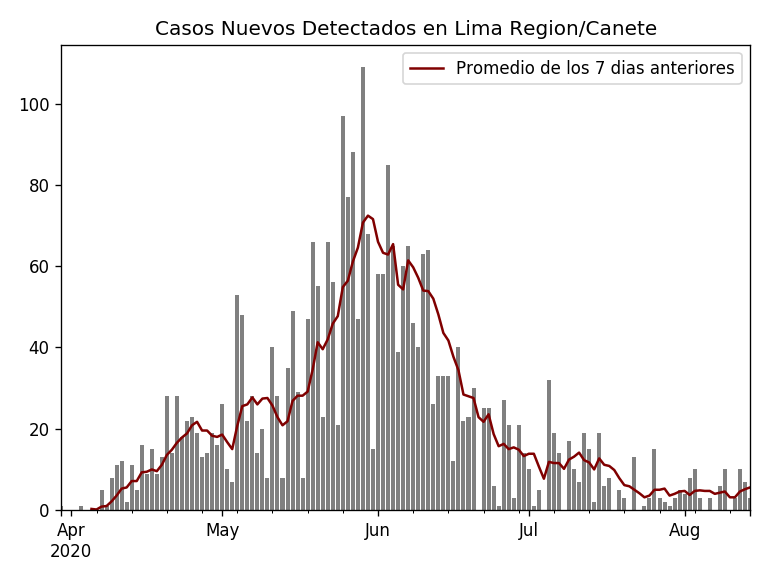 Casos Nuevos Detectados en Lima Region/Canete
Promedio de los 7 dias anteriores
100
80
60
40
20
0
Apr May Jun Jul Aug
2020